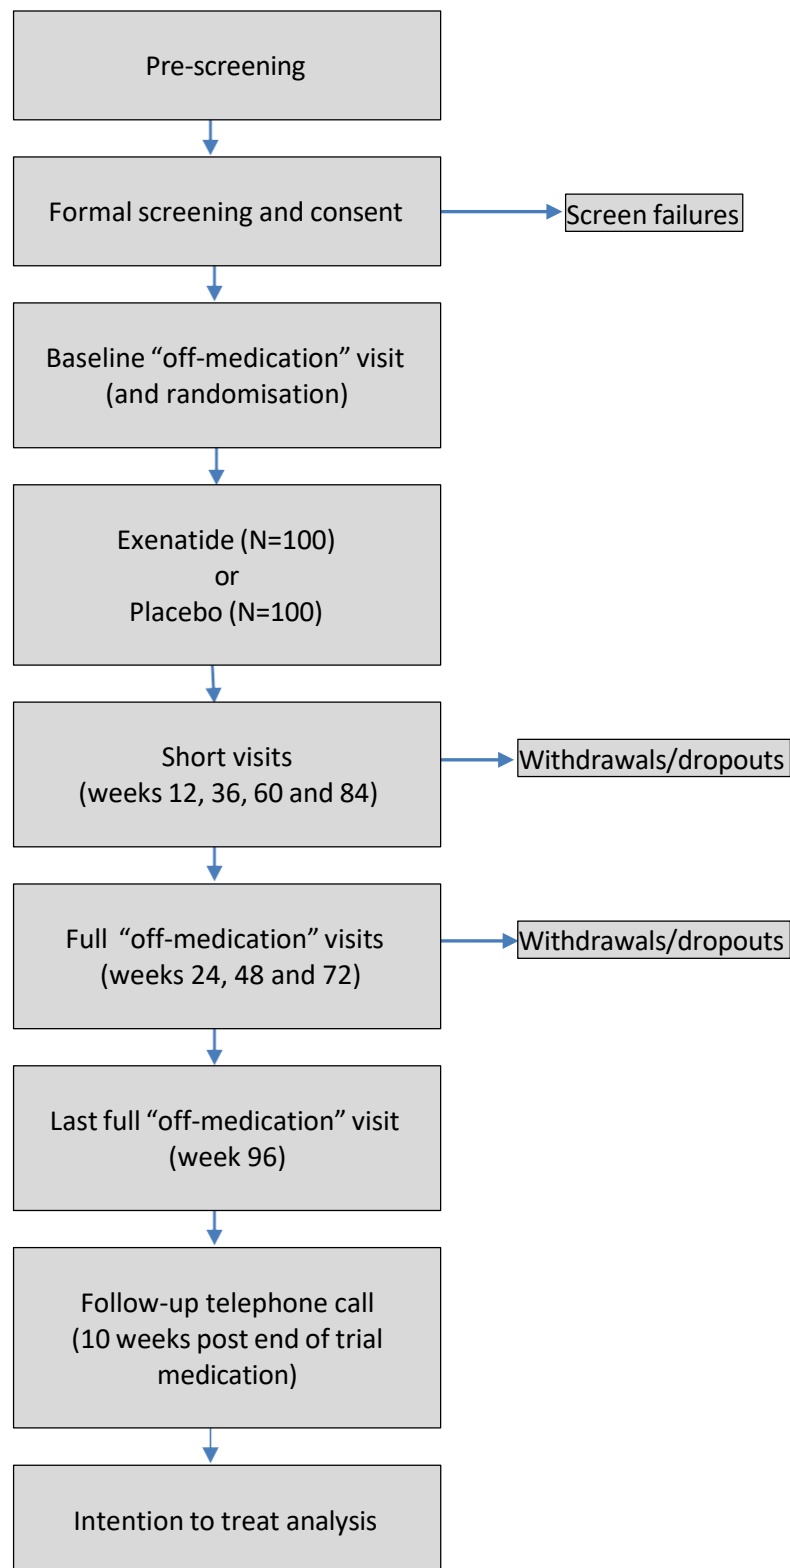 Pre-screening
Formal screening and consent
Screen failures
Baseline “off-medication” visit
(and randomisation)
Exenatide (N=100)
or
Placebo (N=100)
Short visits
(weeks 12, 36, 60 and 84)
Withdrawals/dropouts
Full “off-medication” visits
(weeks 24, 48 and 72)
Withdrawals/dropouts
Last full “off-medication” visit
(week 96)
Follow-up telephone call
(10 weeks post end of trial
medication)
Intention to treat analysis